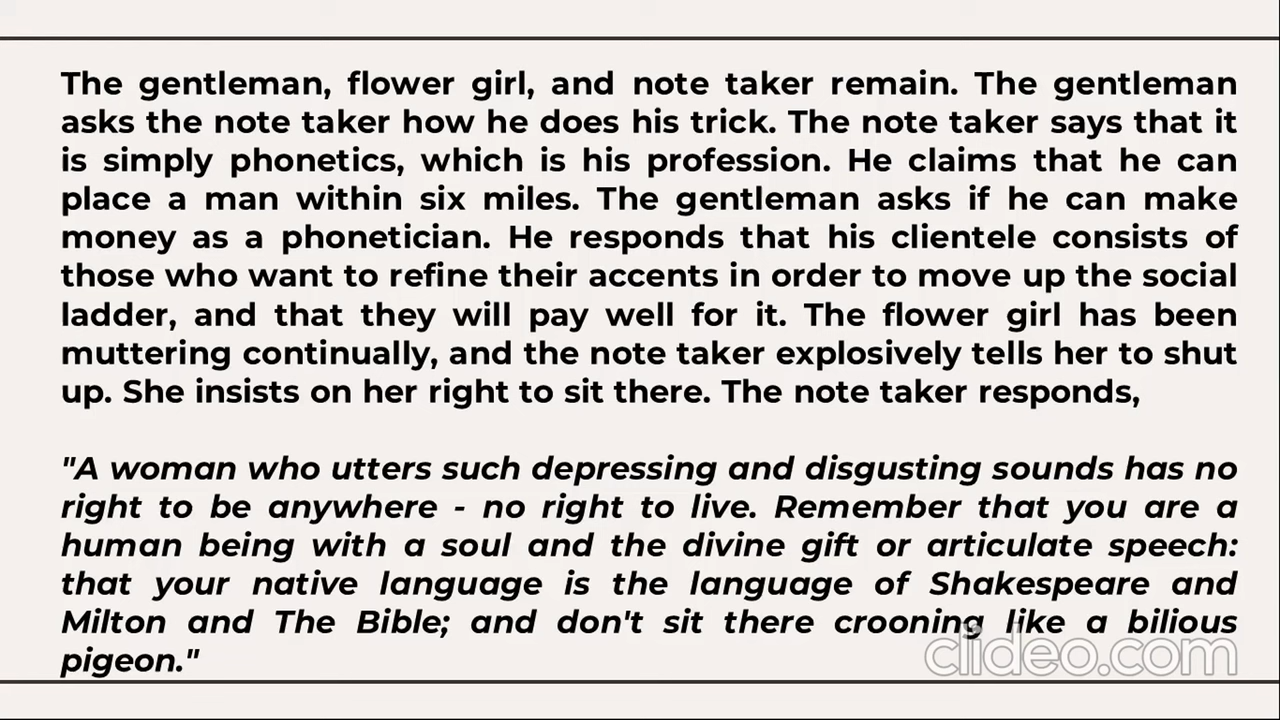 The gentleman, flower girl, and note taker remain. The gentleman
asks the note taker how he does his trick. The note taker says that it
is simply phonetics, which is his profession. He claims that he can
place a man within six miles. The gentleman asks if he can make
money as a phonetician. He responds that his clientele consists of
those who want to refine their accents in order to move up the social
ladder, and that they will pay well for it. The flower girl has been
muttering continually, and the note taker explosively tells her to shut
up. She insists on her right to sit there. The note taker responds,
"A woman who utters such depressing and disgusting sounds has no
right to be anywhere - no right to live. Remember that you are a
human being with a soul and the divine gift or articulate speech:
that your native language is the language of Shakespeare and
Milton and The Bible; and don't sit there crooning like a bilious
pigeon."
clideo.com